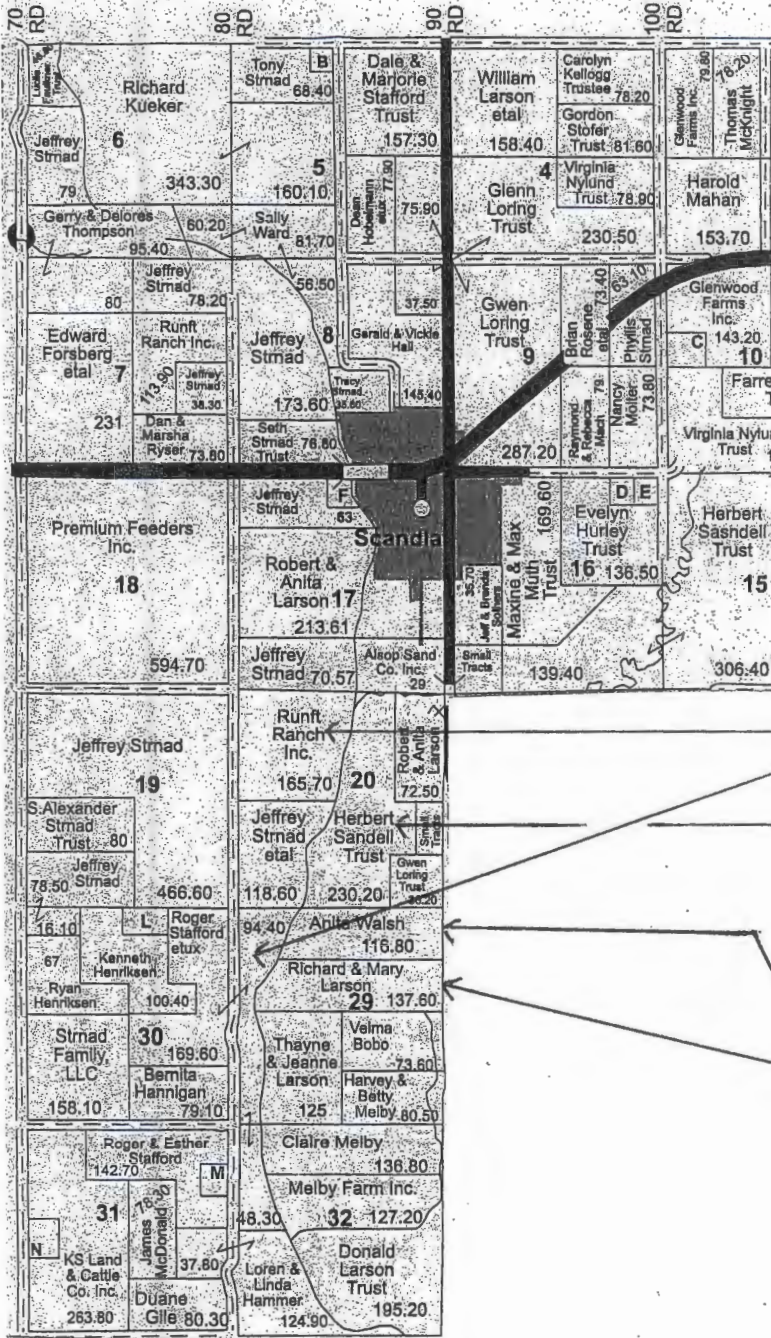 70
RD
80
RD
90
RD
100
RD
Richard
Kueker
6
343.30
Jeffrey
Strnad
79
Tony
Strnad
68.40
B
5
160.10
Dale &
Marjorie
Stafford
Trust
157.30
William
Larson
etal
158.40
Carolyn
Kellogg
Trustee
78.20
Gordon
Stofer
Trust 81.60
Glenwood
Farms Inc.
79.80
Thomas
McKnight
78.20
Dean
Hobelmann
etux
77.90
75.90
4
Glenn
Loring
Trust
230.50
Virginia
Nylund
Trust 78.90
Harold
Mahan
153.70
Gerry & Delores
Thompson
95.40
60.20
Sally
Ward
81.70
56.50
80
Jeffrey
Strnad
78.20
37.50
Gerald & Vickie
Hall
145.40
Gwen
Loring
Trust
9
287.20
Brian
Rosene
etal
73.40
63.10
Phyllis
Strnad
Glenwood
Farms
Inc.
C
143.20
10
Edward
Forsberg
etal
7
231
Runft
Ranch Inc.
113.90
Jeffrey
Strnad
38.30
Dan &
Marsha
Ryser
73.80
Jeffrey
Strnad
173.60
8
Tracy
Strnad
Seth
Strnad
Trust
76.80
Raymond
& Rebecca
Mach
79
Nancy
Molier
73.80
Farre
Virginia Nylu
Trust
Premium Feeders
Inc.
18
594.70
Jeffrey
Strnad
F
63
Scandia
Robert &
Anita
Larson 17
213.61
Jeffrey
Strnad 70.57
Alsop Sand
Co. Inc.
29
35.70
Jeff & Brenda
Maxine & Max
Muth
Trust
169.60
Small
Tracts
D
E
Evelyn
Hurley
Trust
16
136.50
139.40
Herbert
Sashdell
Trust
15
306.40
Jeffrey Strnad
19
466.60
S.Alexander
Strnad
Trust 80
Jeffrey
Strnad
78.50
Runft
Ranch
Inc.
165.70
20
Robert
& Anita
Larson
72.50
Jeffrey
Strnad
etal
118.60
Herbert
Sandell
Trust
230.20
Small
Tracts
Gwen
Loring
Trust
16.10
67
Ryan
Henriksen
L
Kenneth
Henriksen
100.40
Roger
Stafford
etux
94.40
Anita Walsh
116.80
Richard & Mary
Larson
29
137.60
30
169.60
Strnad
Family,
LLC
158.10
Bernita
Hannigan
79.10
Thayne
& Jeanne
Larson
125
Velma
Bobo
73.60
Harvey &
Betty
Melby 80.50
Roger & Esther
Stafford
142.70
M
31
N
KS Land
& Cattle
Co. Inc.
263.80
James
McDonald
37.80
Duane
Gile 80.30
Claire Melby
136.80
Melby Farm Inc.
32 127.20
48.30
Loren &
Linda
Hammer
124.90
Donald
Larson
Trust
195.20